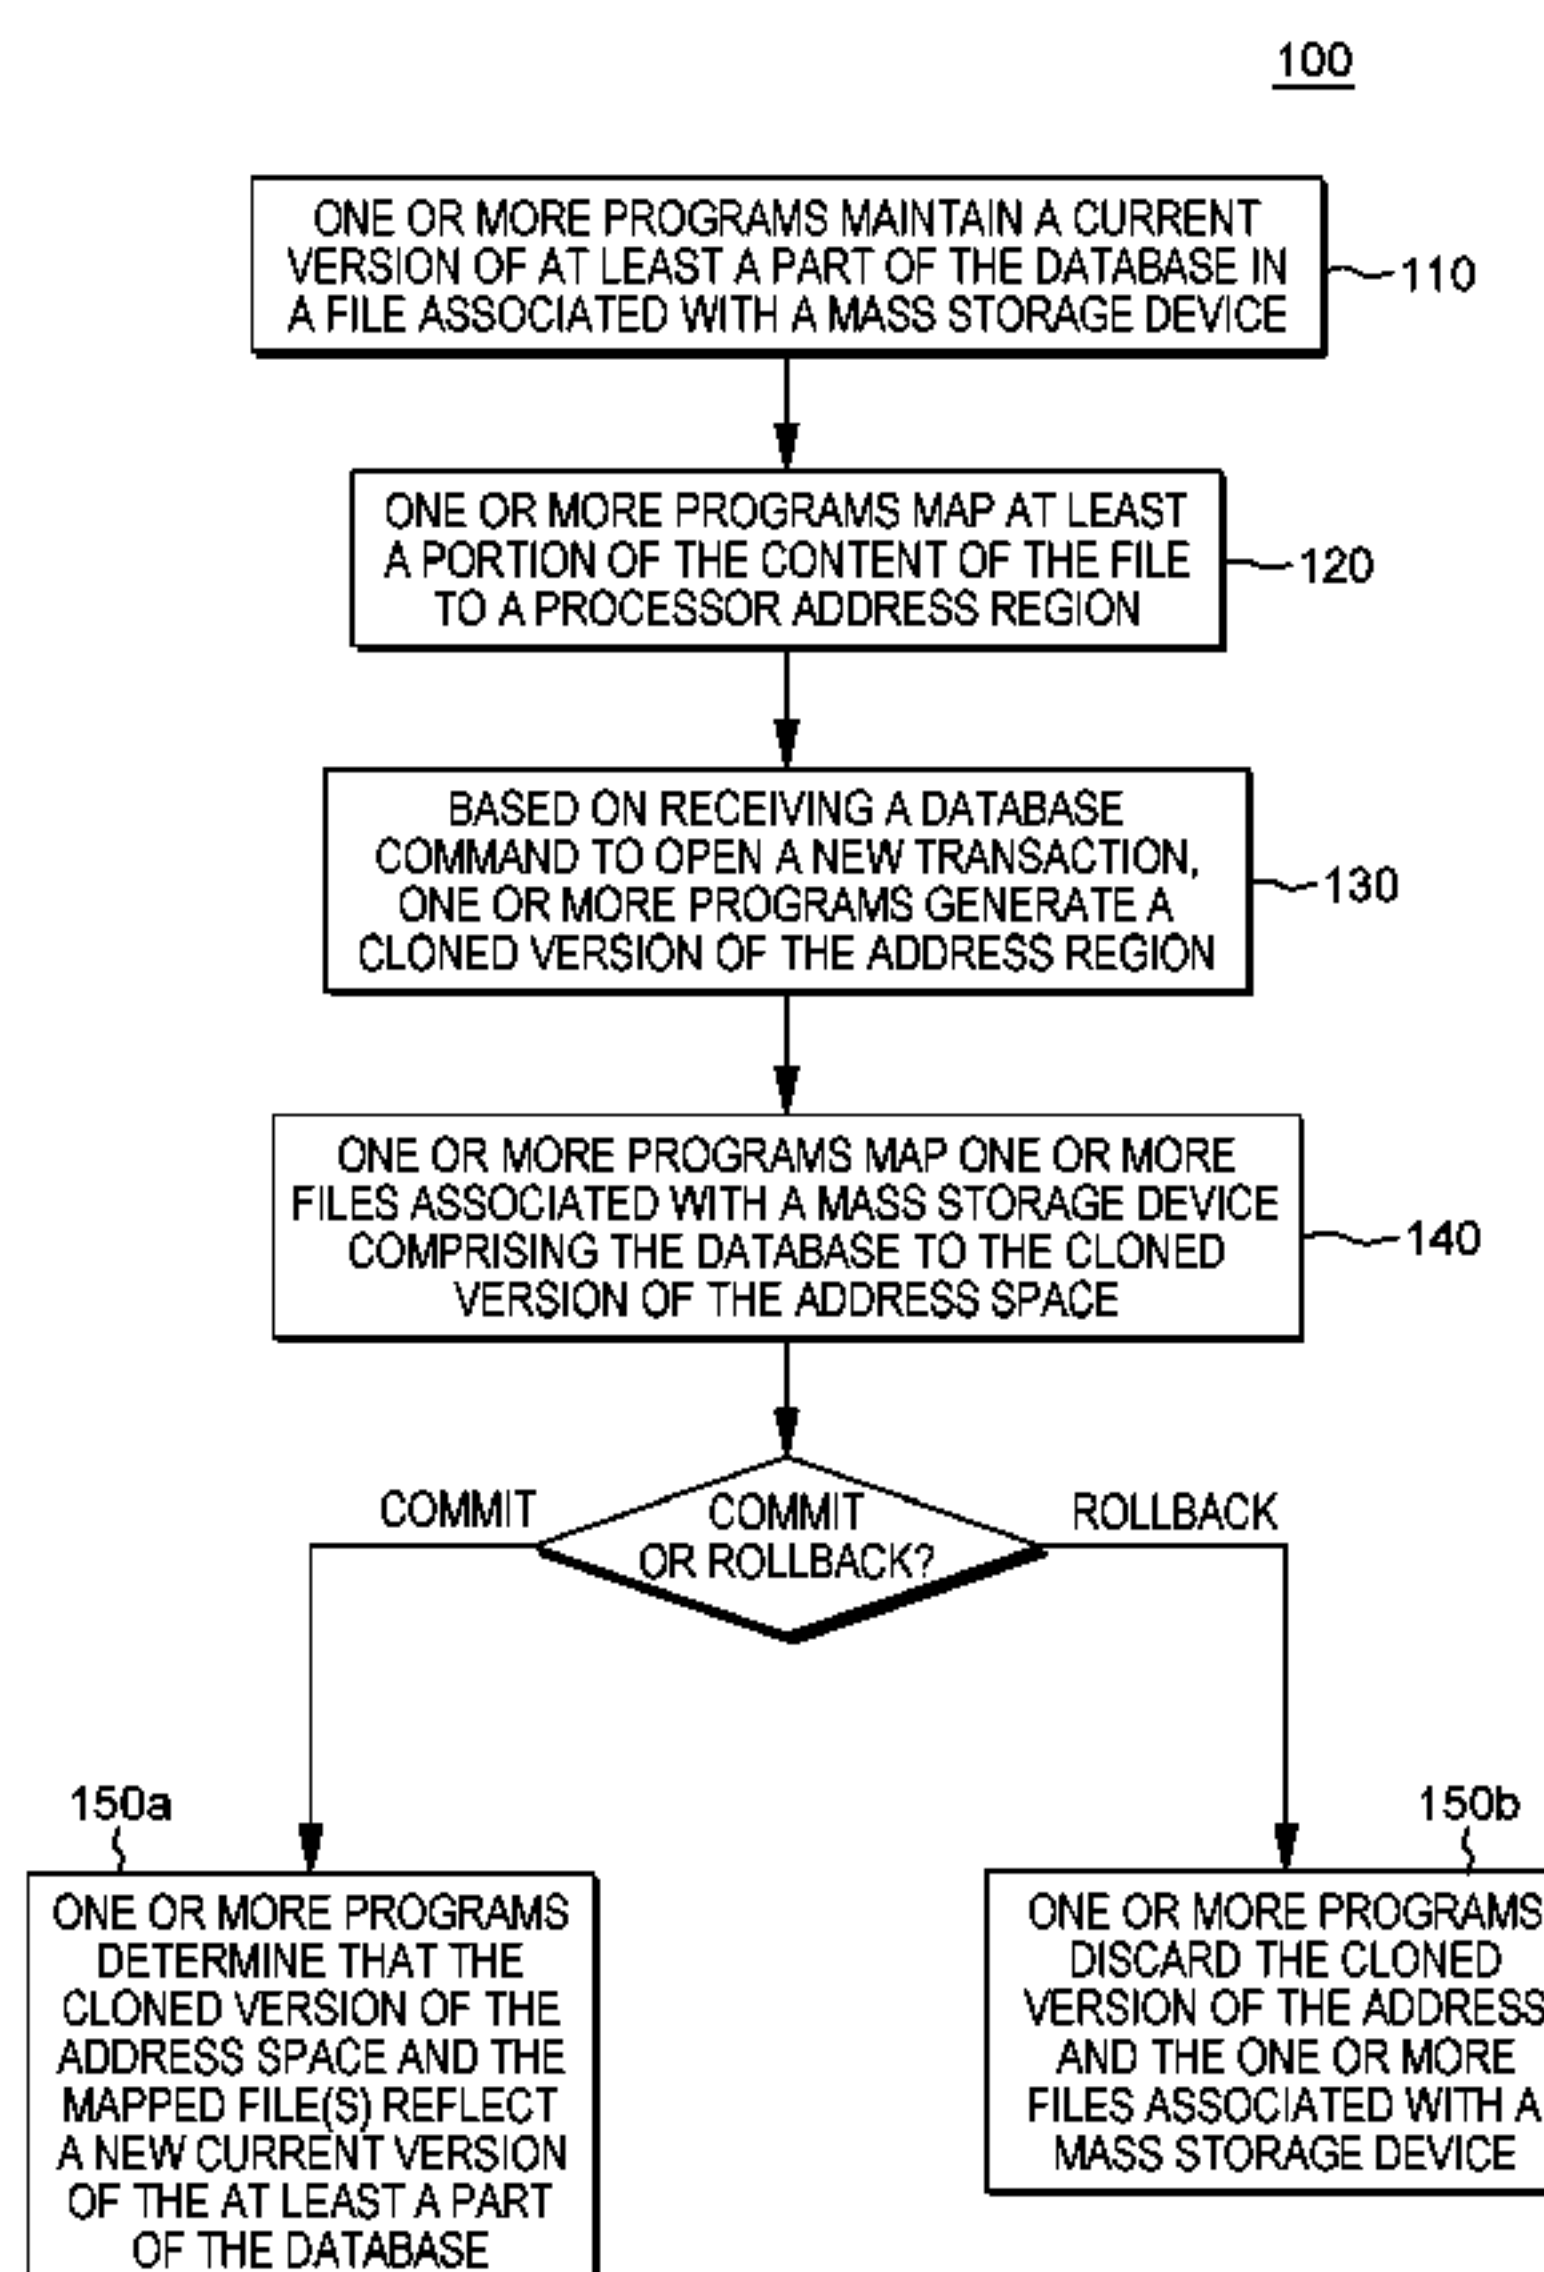 100
ONE OR MORE PROGRAMS MAINTAIN A CURRENT
VERSION OF AT LEAST A PART OF THE DATABASE IN
A FILE ASSOCIATED WITH A MASS STORAGE DEVICE
110
ONE OR MORE PROGRAMS MAP AT LEAST
A PORTION OF THE CONTENT OF THE FILE
TO A PROCESSOR ADDRESS REGION
120
BASED ON RECEIVING A DATABASE
COMMAND TO OPEN A NEW TRANSACTION,
ONE OR MORE PROGRAMS GENERATE A
CLONED VERSION OF THE ADDRESS REGION
130
ONE OR MORE PROGRAMS MAP ONE OR MORE
FILES ASSOCIATED WITH A MASS STORAGE DEVICE
COMPRISING THE DATABASE TO THE CLONED
VERSION OF THE ADDRESS SPACE
140
COMMIT
COMMIT
OR ROLLBACK?
ROLLBACK
150a
ONE OR MORE PROGRAMS
DETERMINE THAT THE
CLONED VERSION OF THE
ADDRESS SPACE AND THE
MAPPED FILE(S) REFLECT
A NEW CURRENT VERSION
OF THE AT LEAST A PART
OF THE DATABASE
150b
ONE OR MORE PROGRAMS
DISCARD THE CLONED
VERSION OF THE ADDRESS
AND THE ONE OR MORE
FILES ASSOCIATED WITH A
MASS STORAGE DEVICE